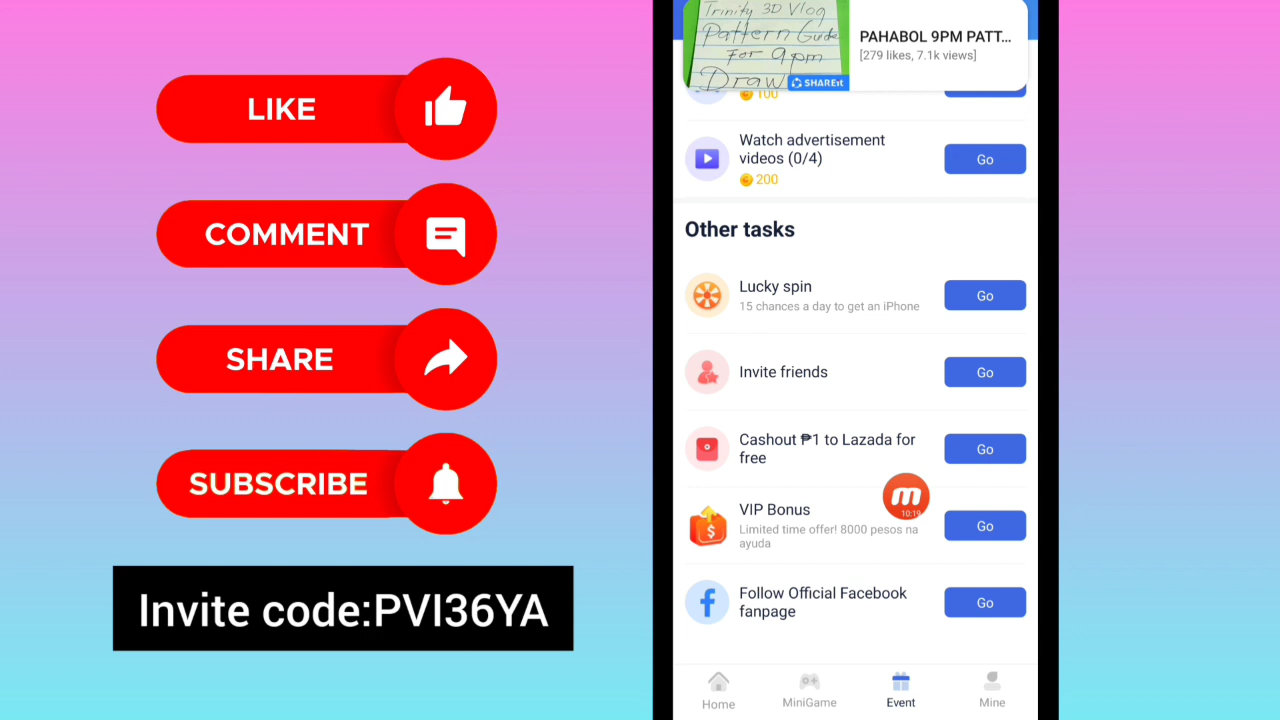 LIKE
COMMENT
SHARE
SUBSCRIBE
Invite code:PVI36YA
Trinity 3D Vlog
Pattern Guide
For 9pm
Draw
SHAREit
PAHABOL 9PM PATT...
[279 likes, 7.1k views]
100
Watch advertisement
videos (0/4)
200
Go
Other tasks
Lucky spin
15 chances a day to get an iPhone
Go
Invite friends
Go
Cashout ₱1 to Lazada for
free
Go
10:19
VIP Bonus
Limited time offer! 8000 pesos na
ayuda
Go
Follow Official Facebook
fanpage
Go
Home
MiniGame
Event
Mine